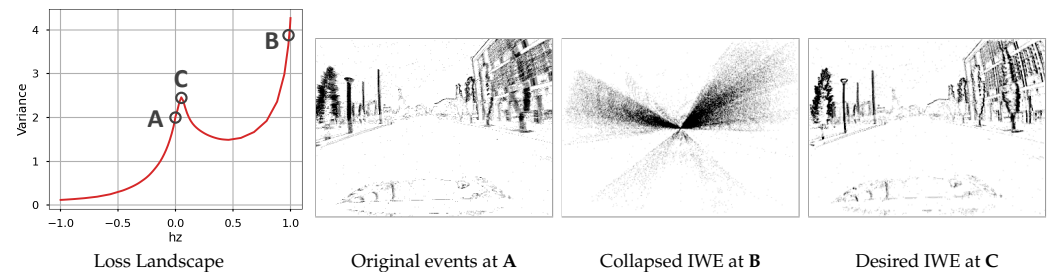 4
3
2
1
0
Variance
A
B
C
−1.0 −0.5 0.0 0.5 1.0
hz
Loss Landscape
Original events at A
Collapsed IWE at B
Desired IWE at C